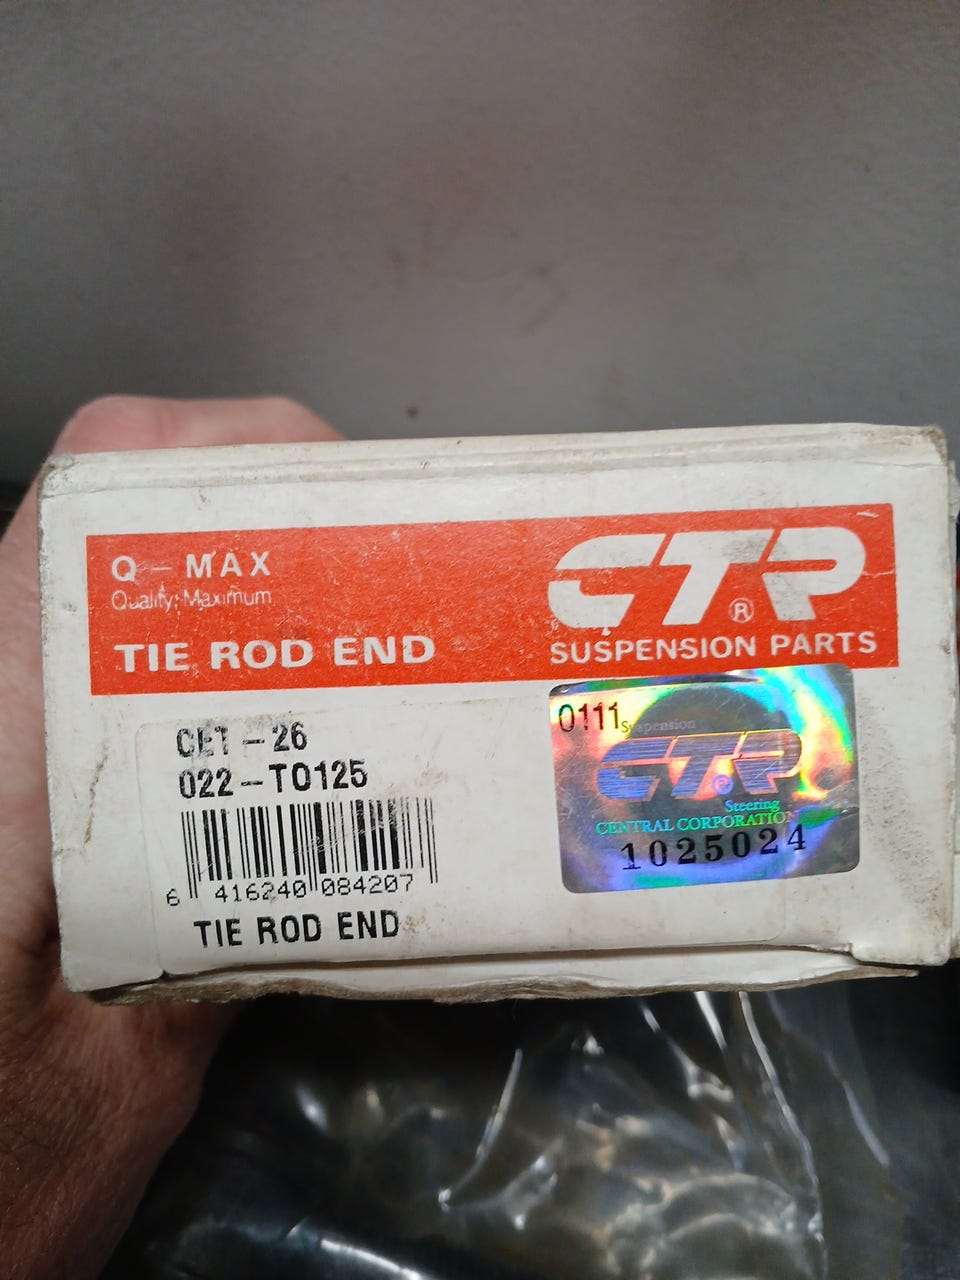 Q - MAX
Quality; Maximum
TIE ROD END
CTR
®
SUSPENSION PARTS
CET - 26
022 - TO125
6 416240 084207
TIE ROD END
0111
Suspension
CTR
®
Steering
CENTRAL CORPORATION
1025024